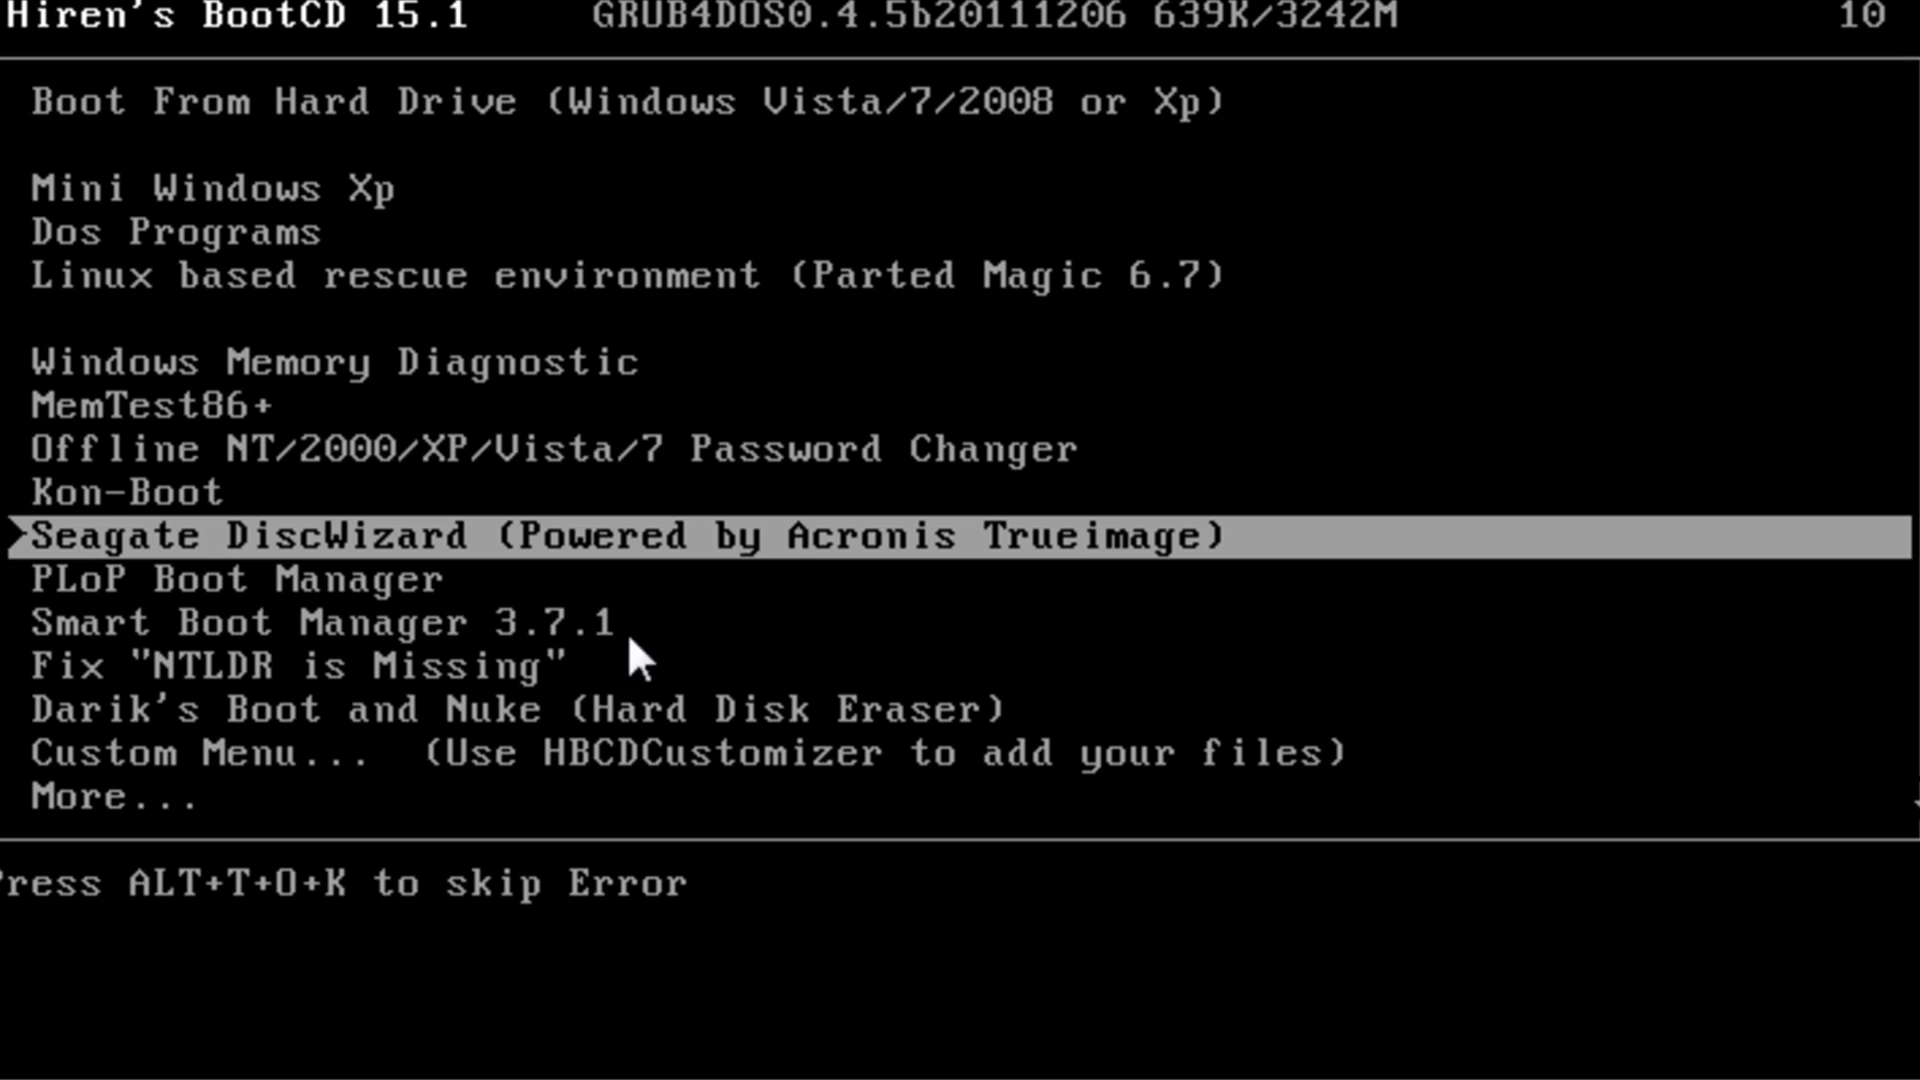 Hiren's BootCD 15.1 GRUB4DOS0.4.5b20111206 639K/3242M 10
Boot From Hard Drive (Windows Vista/7/2008 or Xp)
Mini Windows Xp
Dos Programs
Linux based rescue environment (Parted Magic 6.7)
Windows Memory Diagnostic
MemTest86+
Offline NT/2000/XP/Vista/7 Password Changer
Kon-Boot
Seagate DiscWizard (Powered by Acronis Trueimage)
PLoP Boot Manager
Smart Boot Manager 3.7.1
Fix "NTLDR is Missing"
Darik's Boot and Nuke (Hard Disk Eraser)
Custom Menu... (Use HBCDCustomizer to add your files)
More...
Press ALT+T+O+K to skip Error